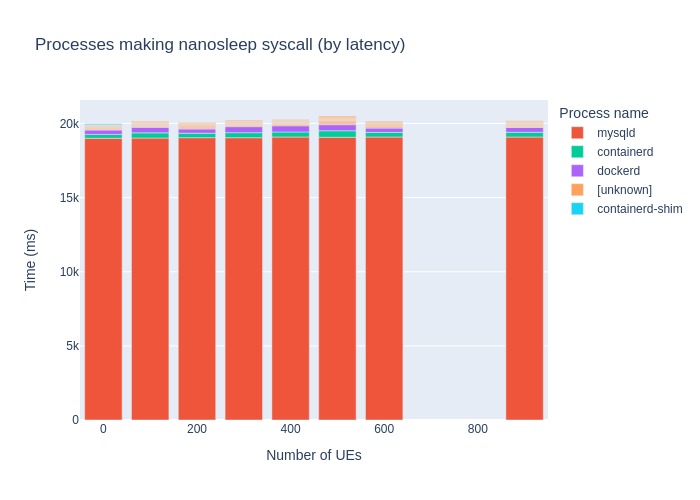 Processes making nanosleep syscall (by latency)
Process name
mysqld
containerd
dockerd
[unknown]
containerd-shim
20k
15k
10k
5k
0
Time (ms)
0 200 400 600 800
Number of UEs